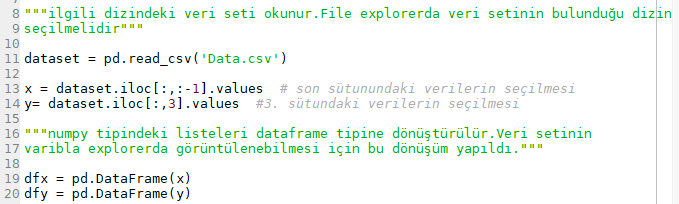 8 """ilgili dizindeki veri seti okunur.File explorerda veri setinin bulunduğu dizin
9 seçilmelidir"""
10
11 dataset = pd.read_csv('Data.csv')
12
13 x = dataset.iloc[:,:-1].values  # son sütunundaki verilerin seçilmesi
14 y= dataset.iloc[:,3].values  #3. sütundaki verilerin seçilmesi
15
16 """numpy tipindeki listeleri dataframe tipine dönüştürülür.Veri setinin
17 varibla explorerda görüntülenebilmesi için bu dönüşüm yapıldı."""
18
19 dfx = pd.DataFrame(x)
20 dfy = pd.DataFrame(y)